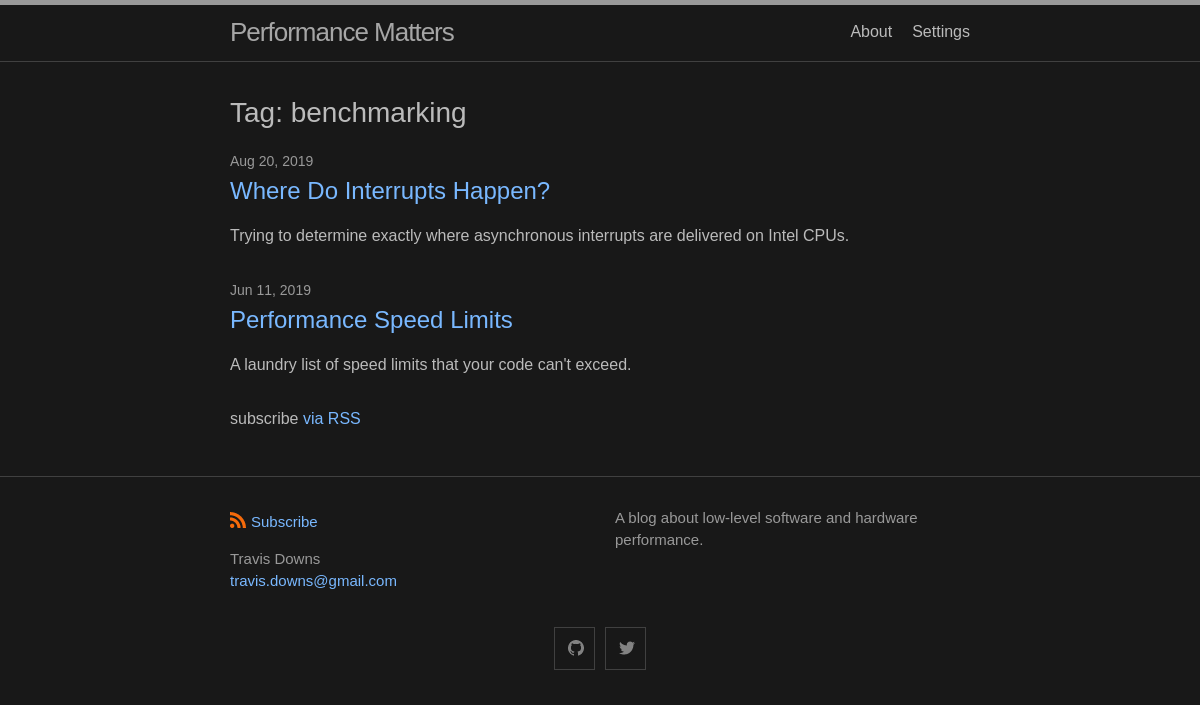 Performance Matters
About Settings
Tag: benchmarking
Aug 20, 2019
Where Do Interrupts Happen?
Trying to determine exactly where asynchronous interrupts are delivered on Intel CPUs.
Jun 11, 2019
Performance Speed Limits
A laundry list of speed limits that your code can't exceed.
subscribe via RSS
Subscribe
Travis Downs
travis.downs@gmail.com
A blog about low-level software and hardware
performance.